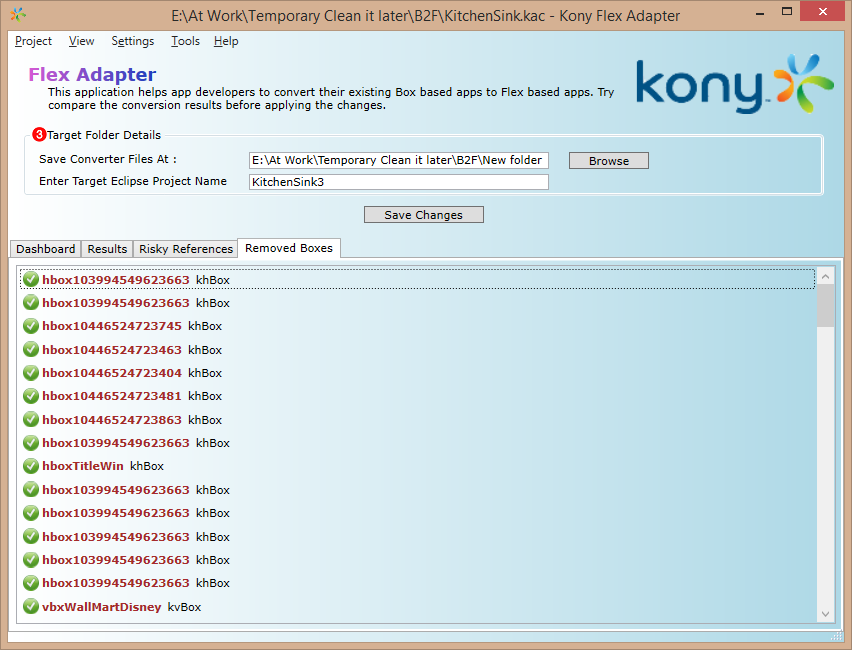 E:\At Work\Temporary Clean it later\B2F\KitchenSink.kac - Kony Flex Adapter
Project View Settings Tools Help
Flex Adapter
This application helps app developers to convert their existing Box based apps to Flex based apps. Try
compare the conversion results before applying the changes.
kony™
3 Target Folder Details
Save Converter Files At : E:\At Work\Temporary Clean it later\B2F\New folder Browse
Enter Target Eclipse Project Name KitchenSink3
Save Changes
Dashboard Results Risky References Removed Boxes
hbox103994549623663 khBox
hbox103994549623663 khBox
hbox10446524723745 khBox
hbox10446524723463 khBox
hbox10446524723404 khBox
hbox10446524723481 khBox
hbox10446524723863 khBox
hbox103994549623663 khBox
hboxTitleWin khBox
hbox103994549623663 khBox
hbox103994549623663 khBox
hbox103994549623663 khBox
hbox103994549623663 khBox
hbox103994549623663 khBox
vbxWallMartDisney kvBox